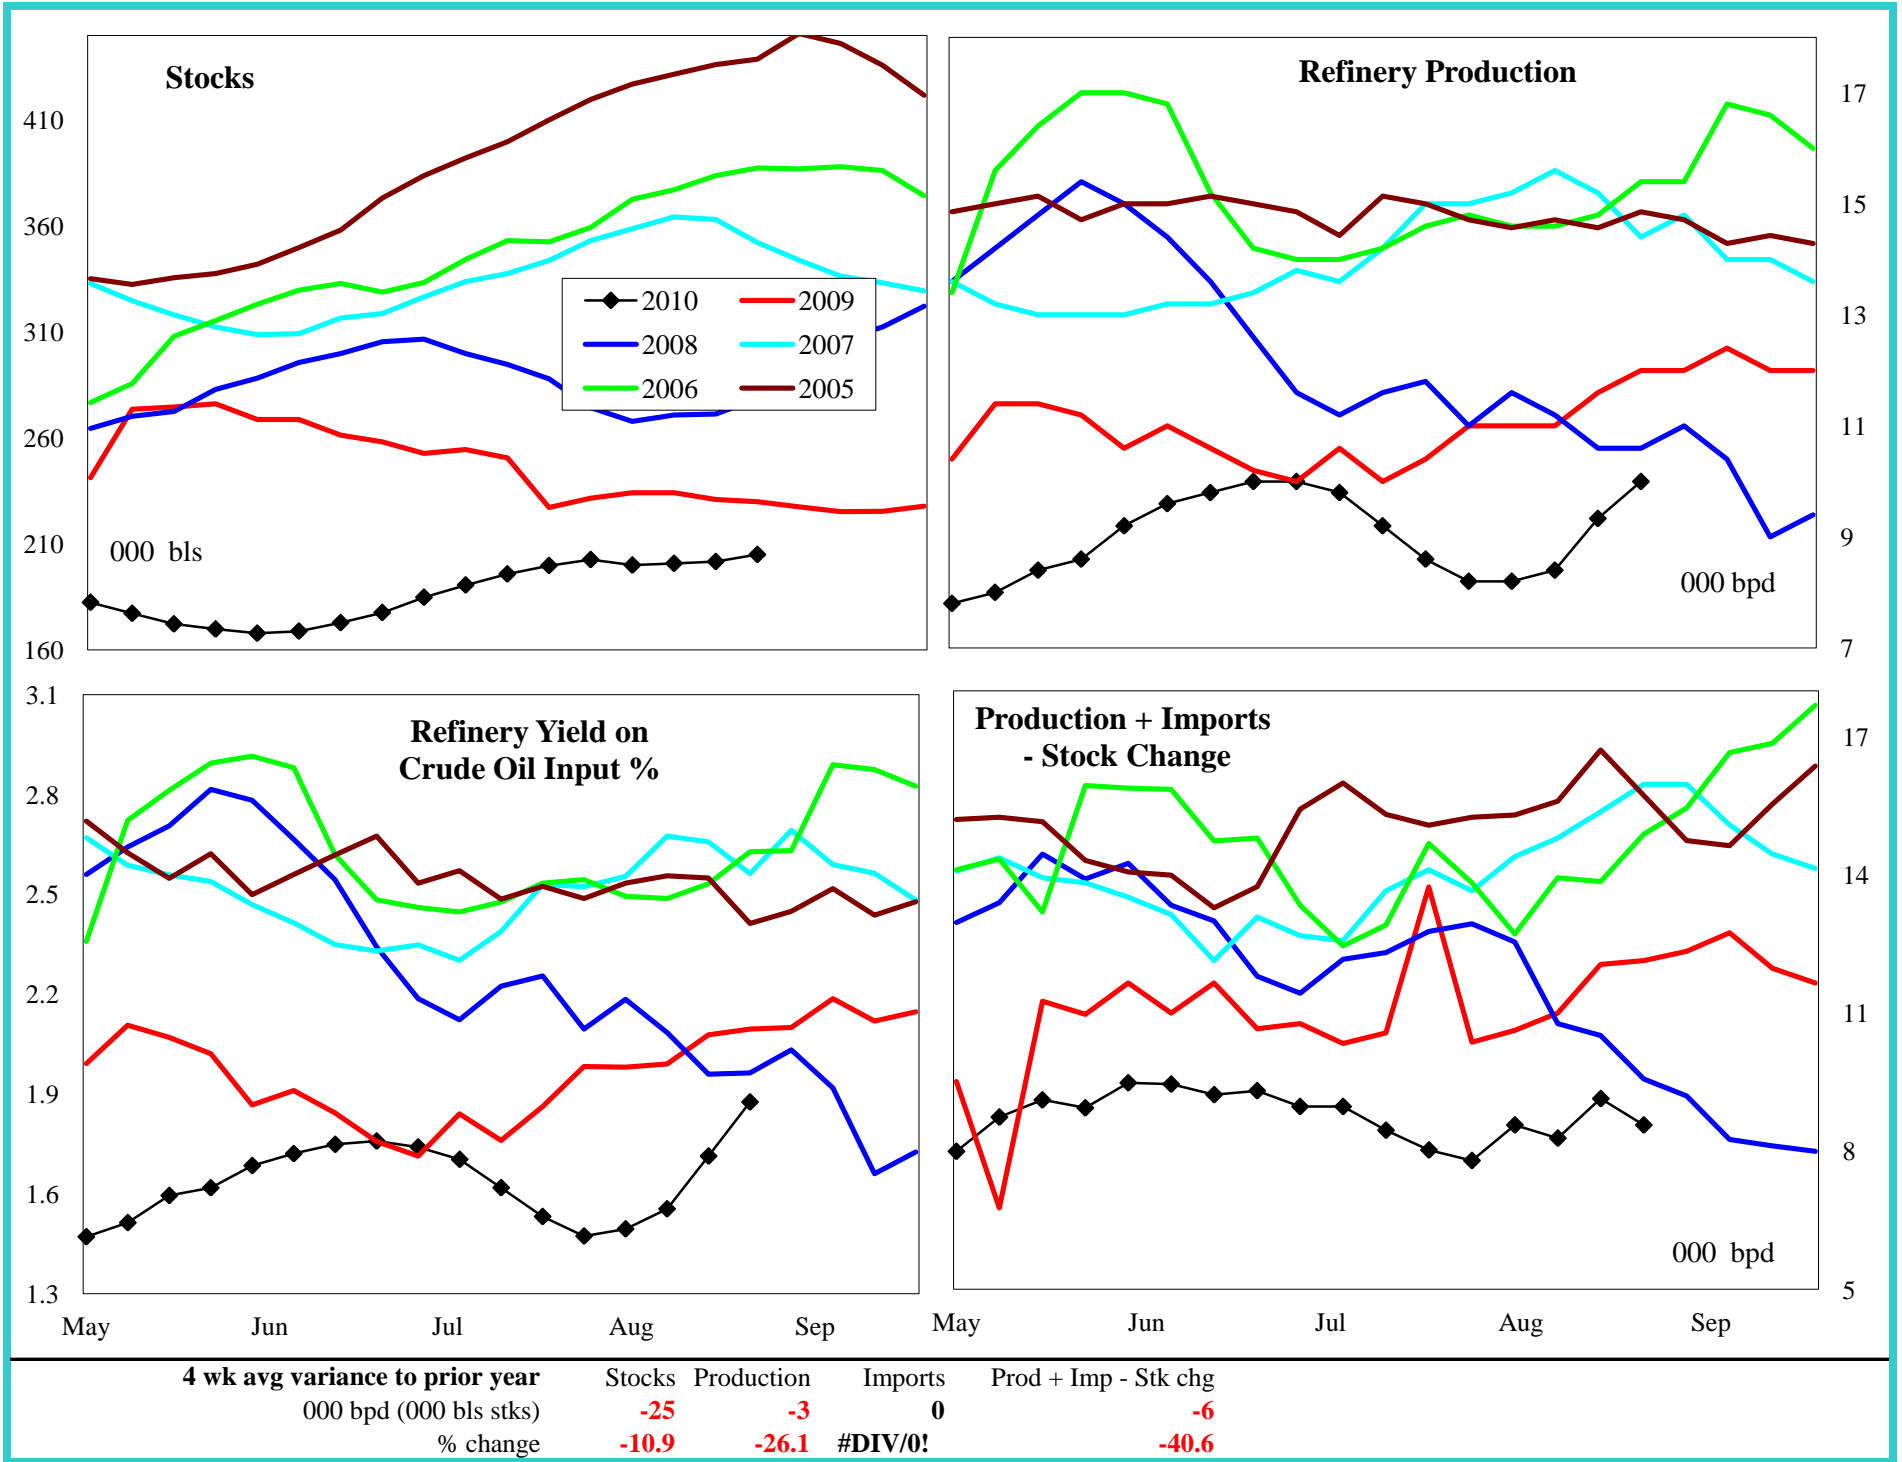 Stocks
410
360
310
260
210
160
000 bls
2010 2009
2008 2007
2006 2005
Refinery Production
17
15
13
11
9
7
000 bpd
Refinery Yield on
Crude Oil Input %
3.1
2.8
2.5
2.2
1.9
1.6
1.3
May Jun Jul Aug Sep
Production + Imports
- Stock Change
17
14
11
8
5
000 bpd
May Jun Jul Aug Sep
4 wk avg variance to prior year Stocks Production Imports Prod + Imp - Stk chg
000 bpd (000 bls stks) -25 -3 0 -6
% change -10.9 -26.1 #DIV/0! -40.6